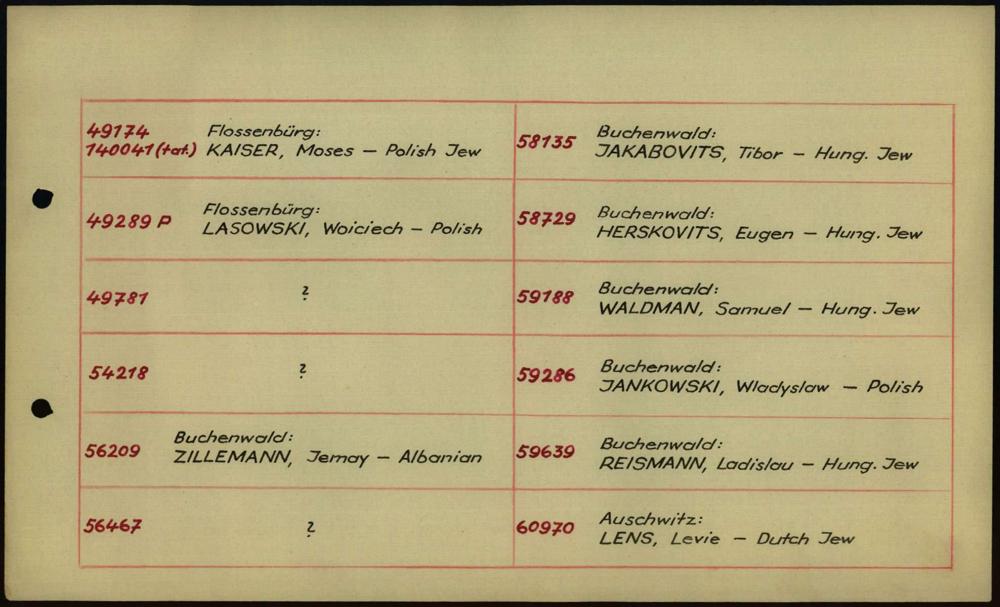 49174 Flossenbürg:
140041 (tat.) KAISER, Moses – Polish Jew
49289 P Flossenbürg:
LASOWSKI, Woiciech – Polish
49781 ?
54218 ?
56209 Buchenwald:
ZILLEMANN, Jemay – Albanian
56467 ?
58135 Buchenwald:
JAKABOVITS, Tibor – Hung. Jew
58729 Buchenwald:
HERSKOVITS, Eugen – Hung. Jew
59188 Buchenwald:
WALDMAN, Samuel – Hung. Jew
59286 Buchenwald:
JANKOWSKI, Wladyslaw – Polish
59639 Buchenwald:
REISMANN, Ladislau – Hung. Jew
60970 Auschwitz:
LENS, Levie – Dutch Jew